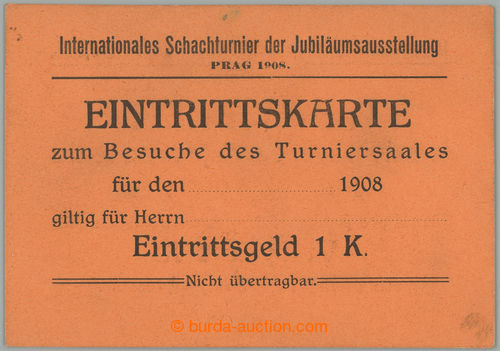 Internationales Schachturnier der Jubiläumsausstellung
PRAG 1908.
EINTRITTSKARTE
zum Besuche des Turniersaales
für den 1908
giltig für Herrn
Eintrittsgeld 1 K.
Nicht übertragbar.
© burda-auction.com